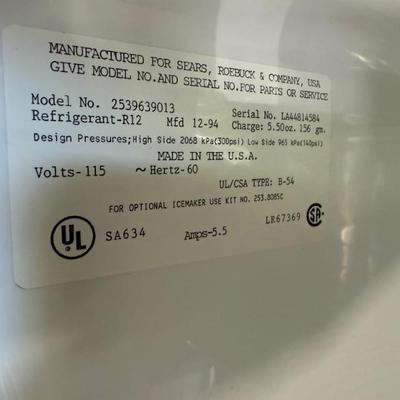 MANUFACTURED FOR SEARS, ROEBUCK & COMPANY, USA
GIVE MODEL NO.AND SERIAL NO.FOR PARTS OR SERVICE
Model No. 2539639013 Serial No. LA44814584
Refrigerant-R12 Mfd 12-94 Charge: 5.50oz. 156 gm.
Design Pressures;High Side 2068 kPa(300psi) Low Side 965 kPa(140psi)
MADE IN THE U.S.A.
Volts-115 ~Hertz-60
UL/CSA TYPE: B-54
FOR OPTIONAL ICEMAKER USE KIT NO. 253.8085C
UL SA634 Amps-5.5 LR67369 SA